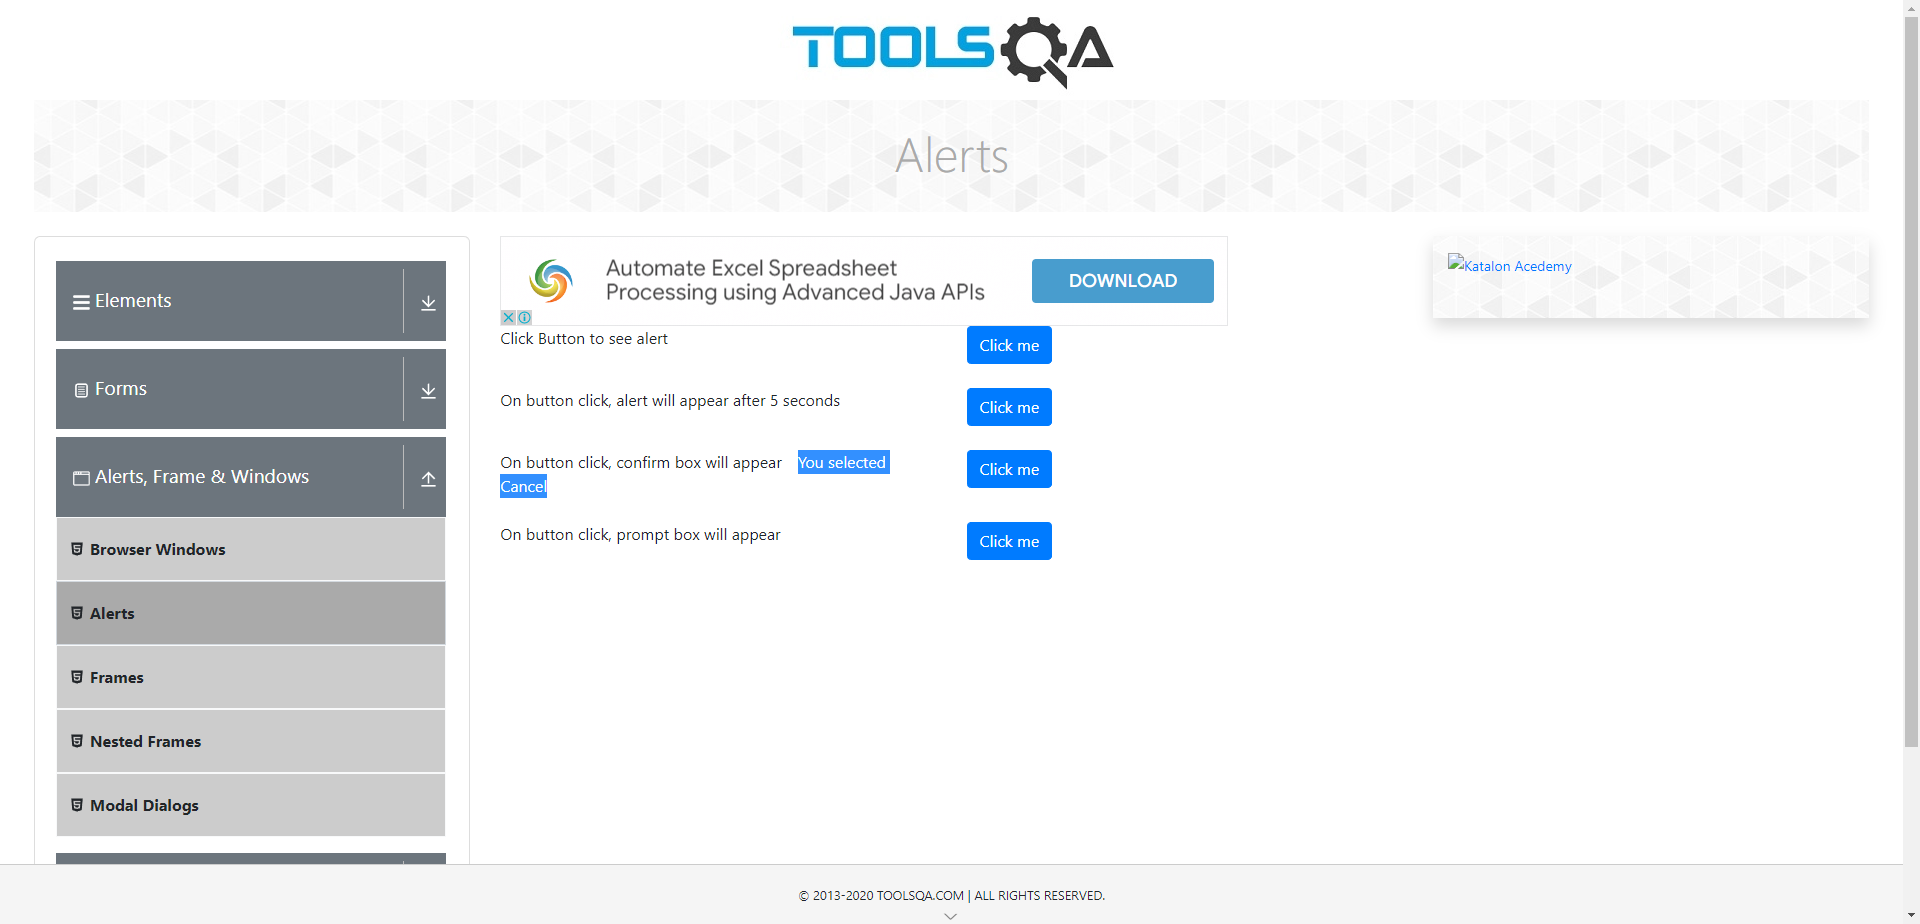 TOOLSQA
Alerts
Elements
Forms
Alerts, Frame & Windows
Browser Windows
Alerts
Frames
Nested Frames
Modal Dialogs
Automate Excel Spreadsheet
Processing using Advanced Java APIs
DOWNLOAD
Click Button to see alert
Click me
On button click, alert will appear after 5 seconds
Click me
On button click, confirm box will appear You selected
Cancel
Click me
On button click, prompt box will appear
Click me
Katalon Acedemy
© 2013-2020 TOOLSQA.COM | ALL RIGHTS RESERVED.